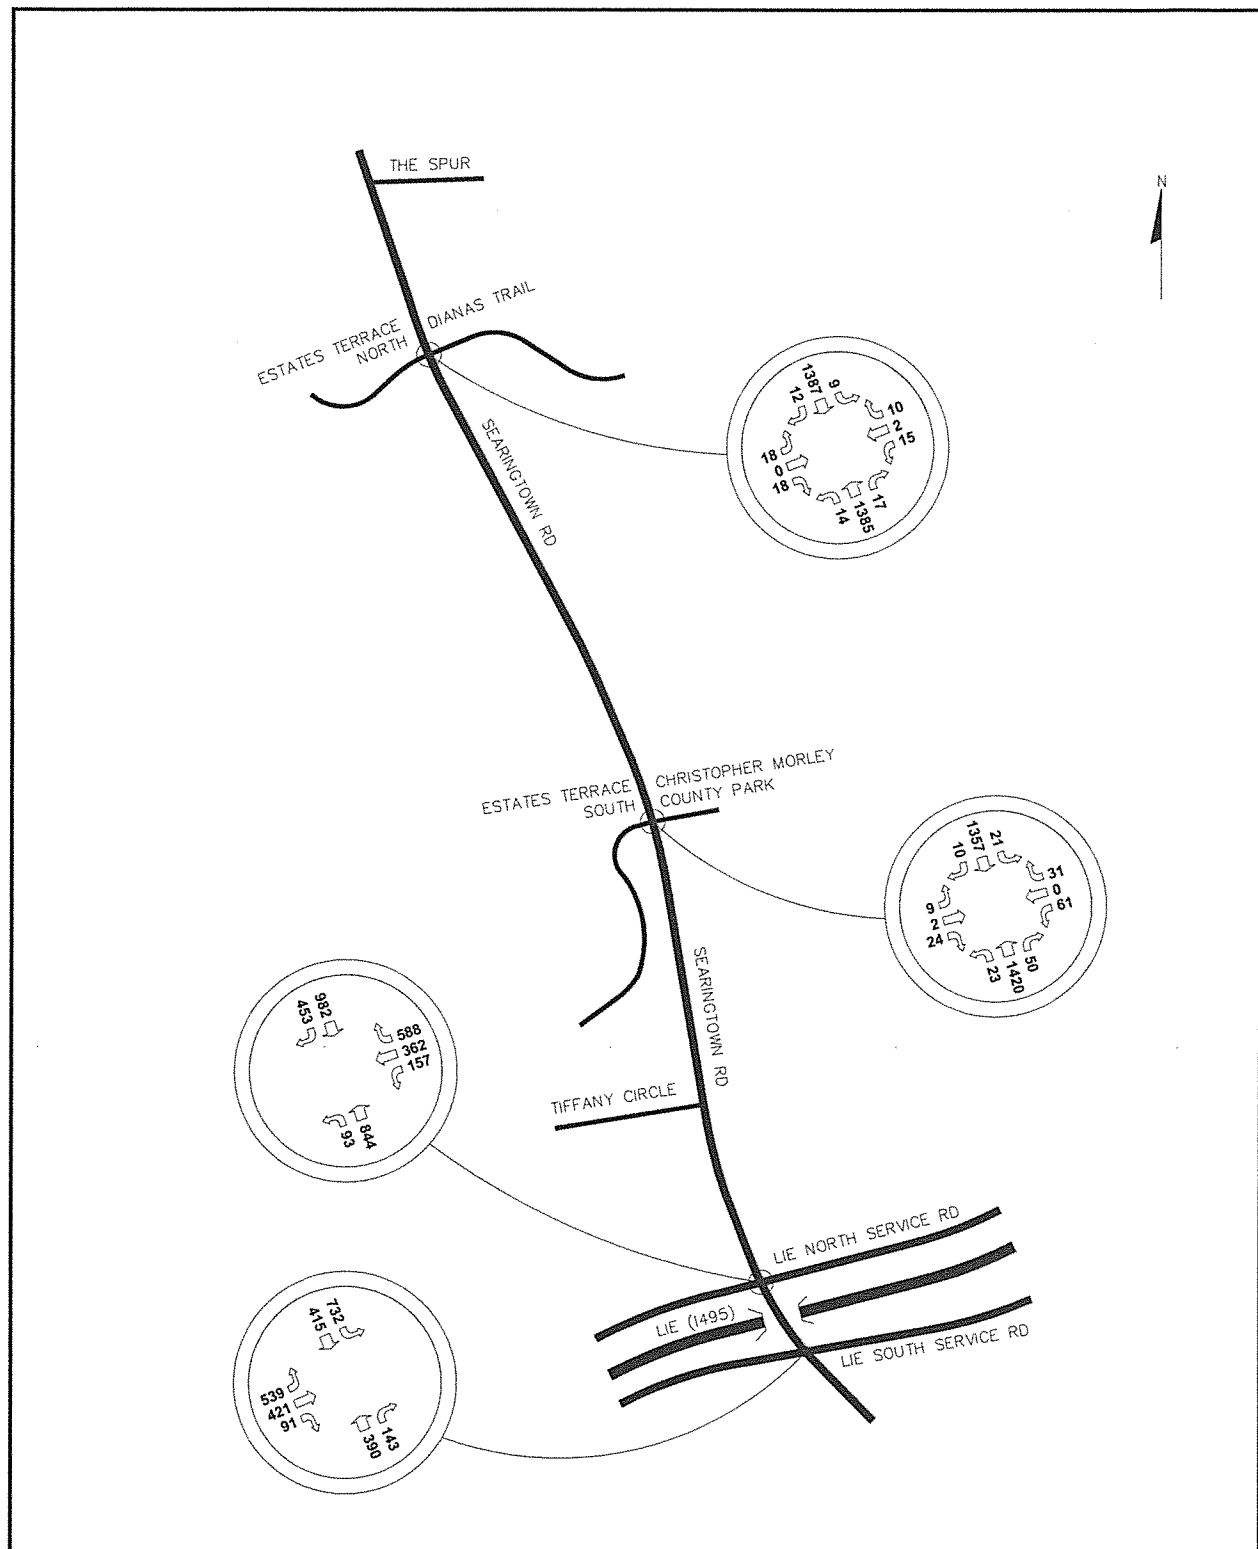 THE SPUR
N
ESTATES TERRACE
NORTH
DIANAS TRAIL
12
1387
9
10
2
15
18
0
18
14
1385
17
SEARINGTOWN RD
ESTATES TERRACE
SOUTH
CHRISTOPHER MORLEY
COUNTY PARK
10
1357
21
31
0
61
9
2
24
23
1420
50
SEARINGTOWN RD
453
982
588
362
157
93
844
TIFFANY CIRCLE
LIE NORTH SERVICE RD
LIE (I495)
LIE SOUTH SERVICE RD
415
732
539
421
91
390
143